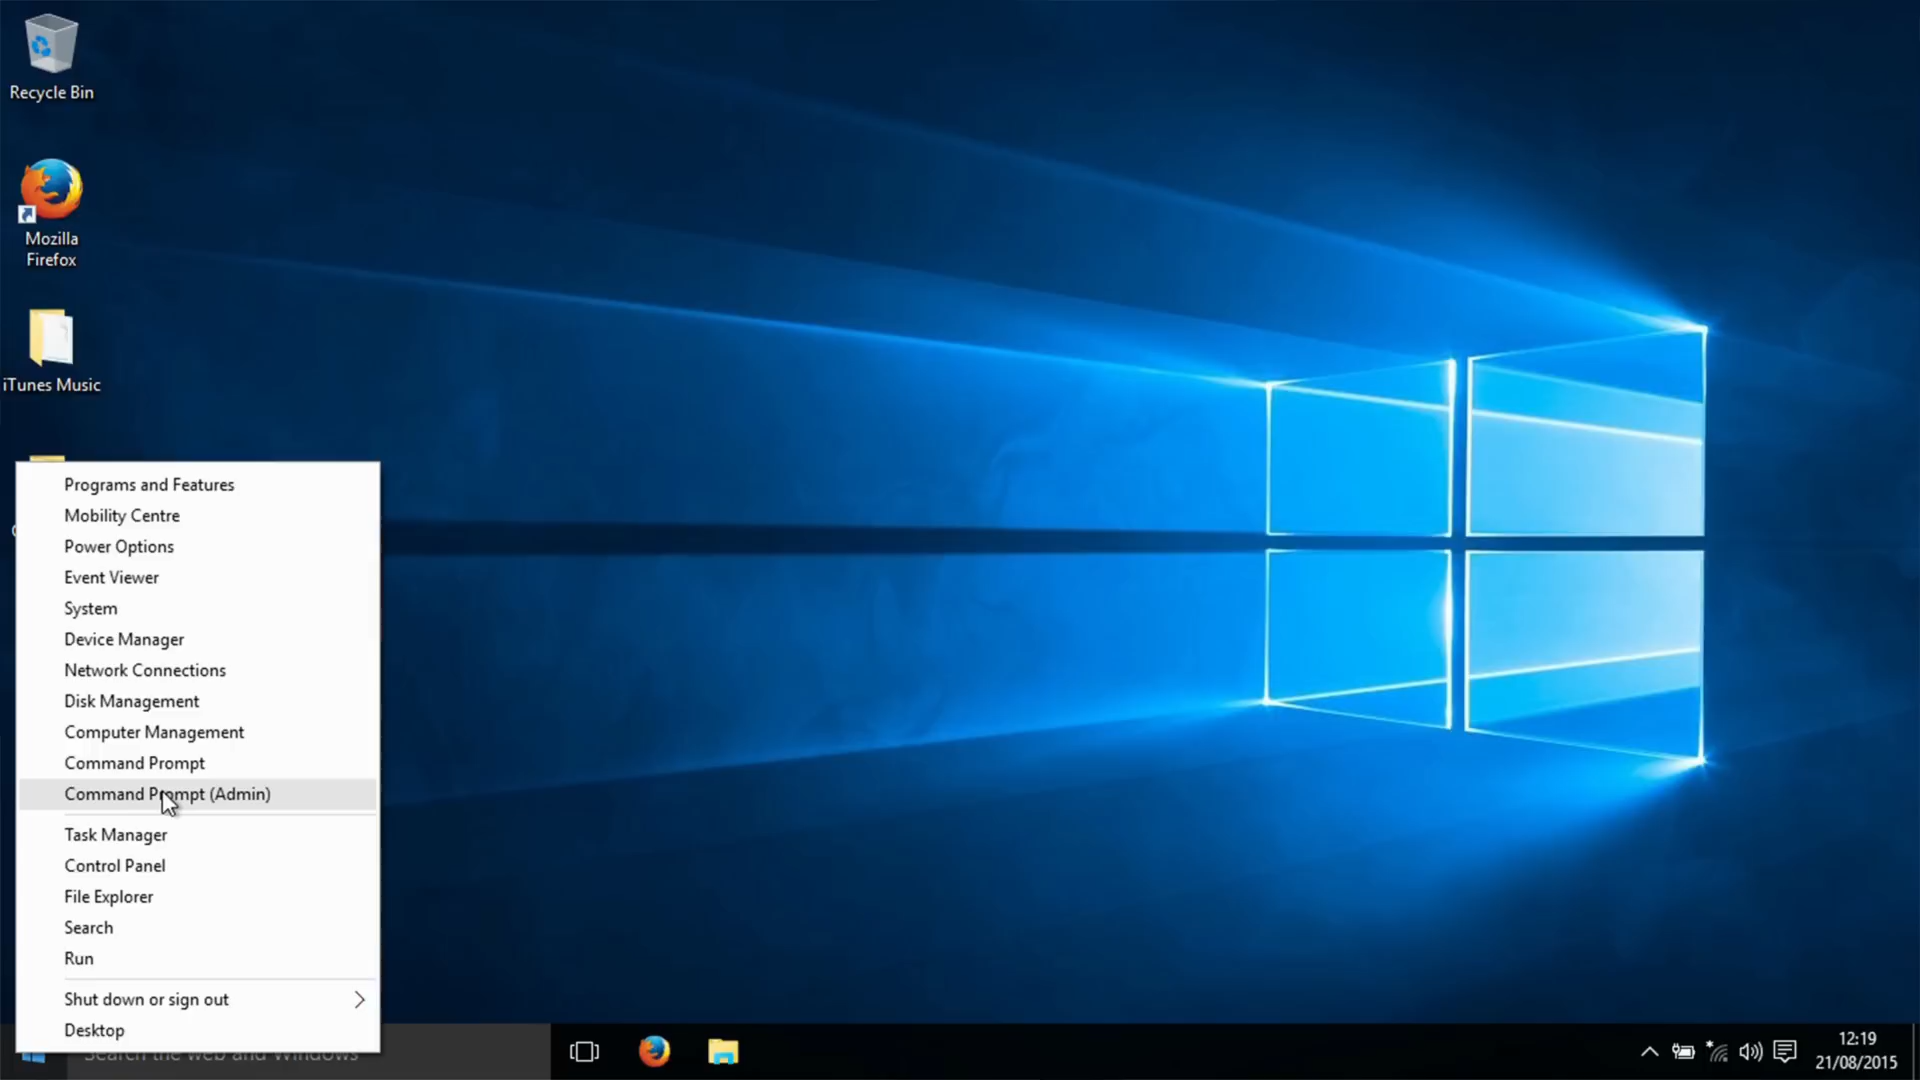 Recycle Bin
Mozilla
Firefox
iTunes Music
Programs and Features
Mobility Centre
Power Options
Event Viewer
System
Device Manager
Network Connections
Disk Management
Computer Management
Command Prompt
Command Prompt (Admin)
Task Manager
Control Panel
File Explorer
Search
Run
Shut down or sign out
Desktop
Search the web and Windows
12:19
21/08/2015